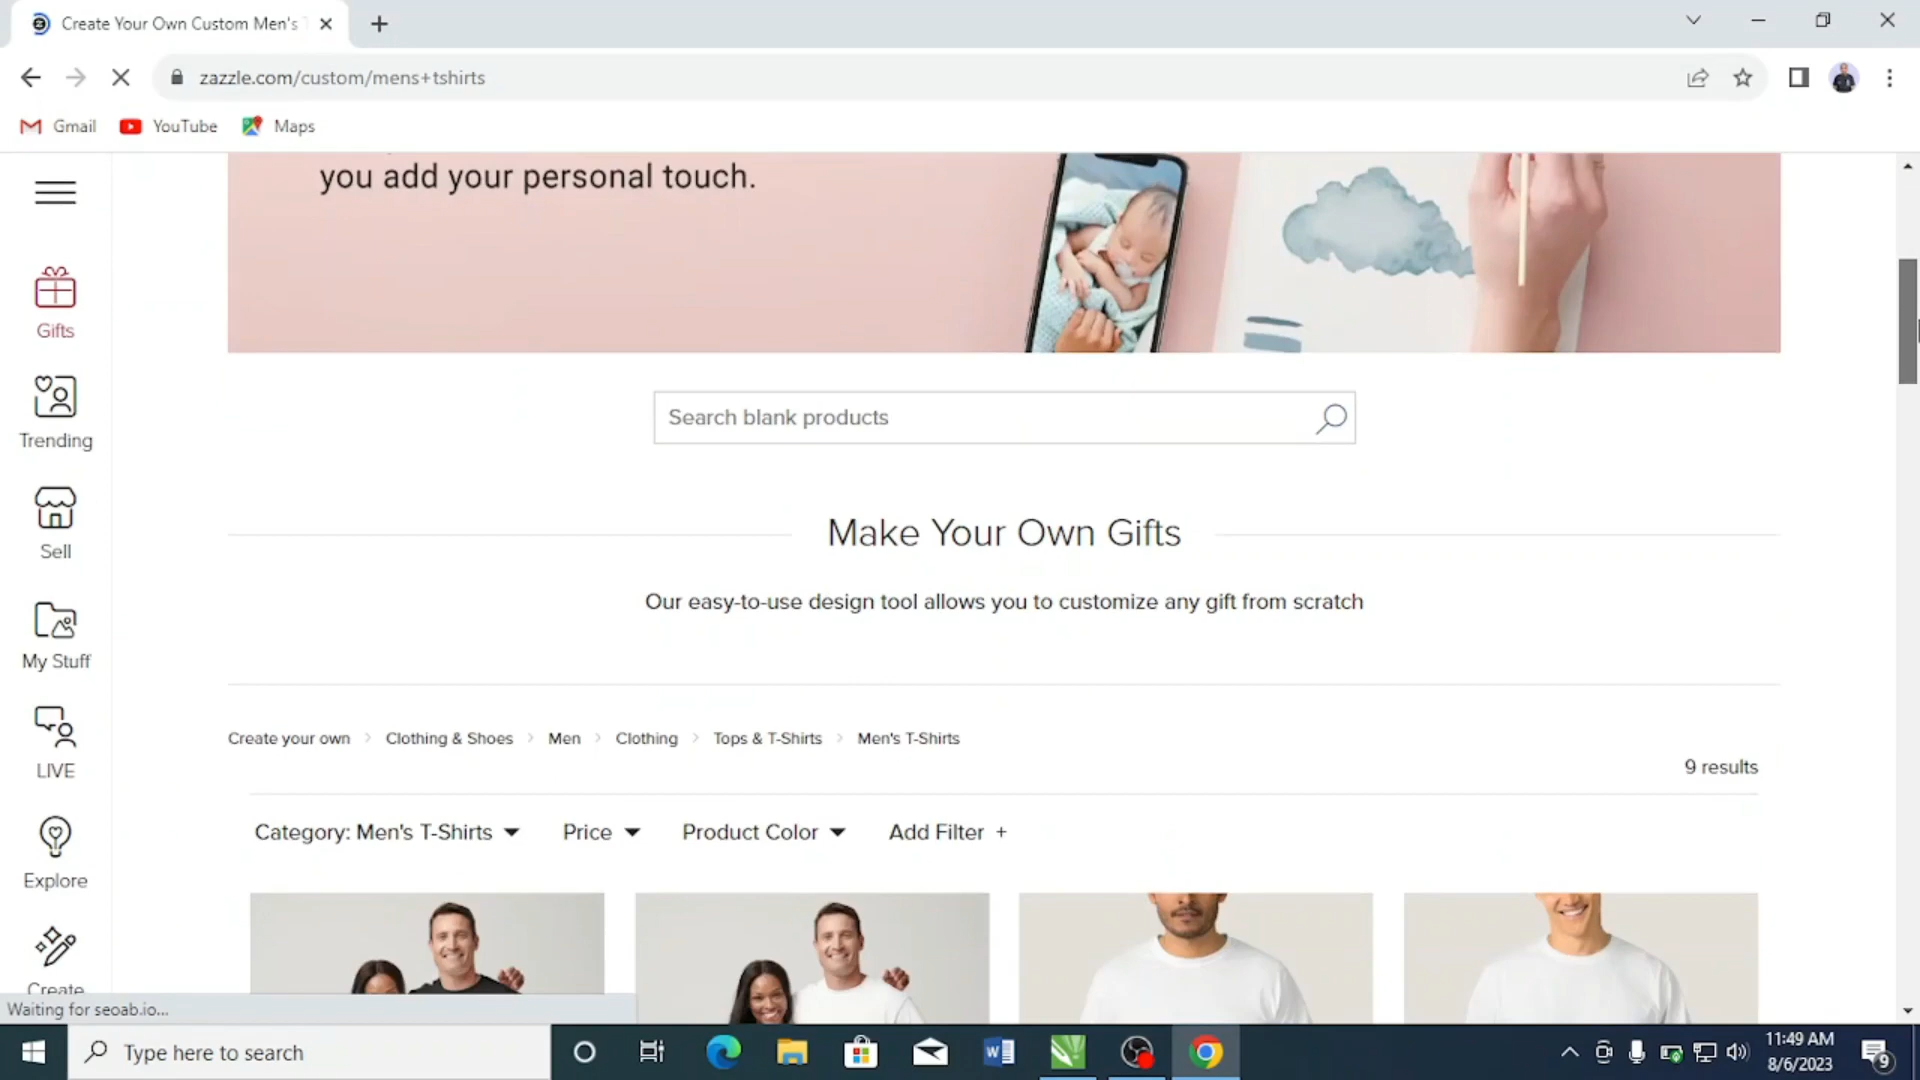 Create Your Own Custom Men's
zazzle.com/custom/mens+tshirts
Gmail
YouTube
Maps
you add your personal touch.
Gifts
Trending
Sell
My Stuff
LIVE
Explore
Create
Search blank products
Make Your Own Gifts
Our easy-to-use design tool allows you to customize any gift from scratch
Create your own > Clothing & Shoes > Men > Clothing > Tops & T-Shirts > Men's T-Shirts
9 results
Category: Men's T-Shirts
Price
Product Color
Add Filter +
Waiting for seoab.io...
Type here to search
11:49 AM
8/6/2023
9